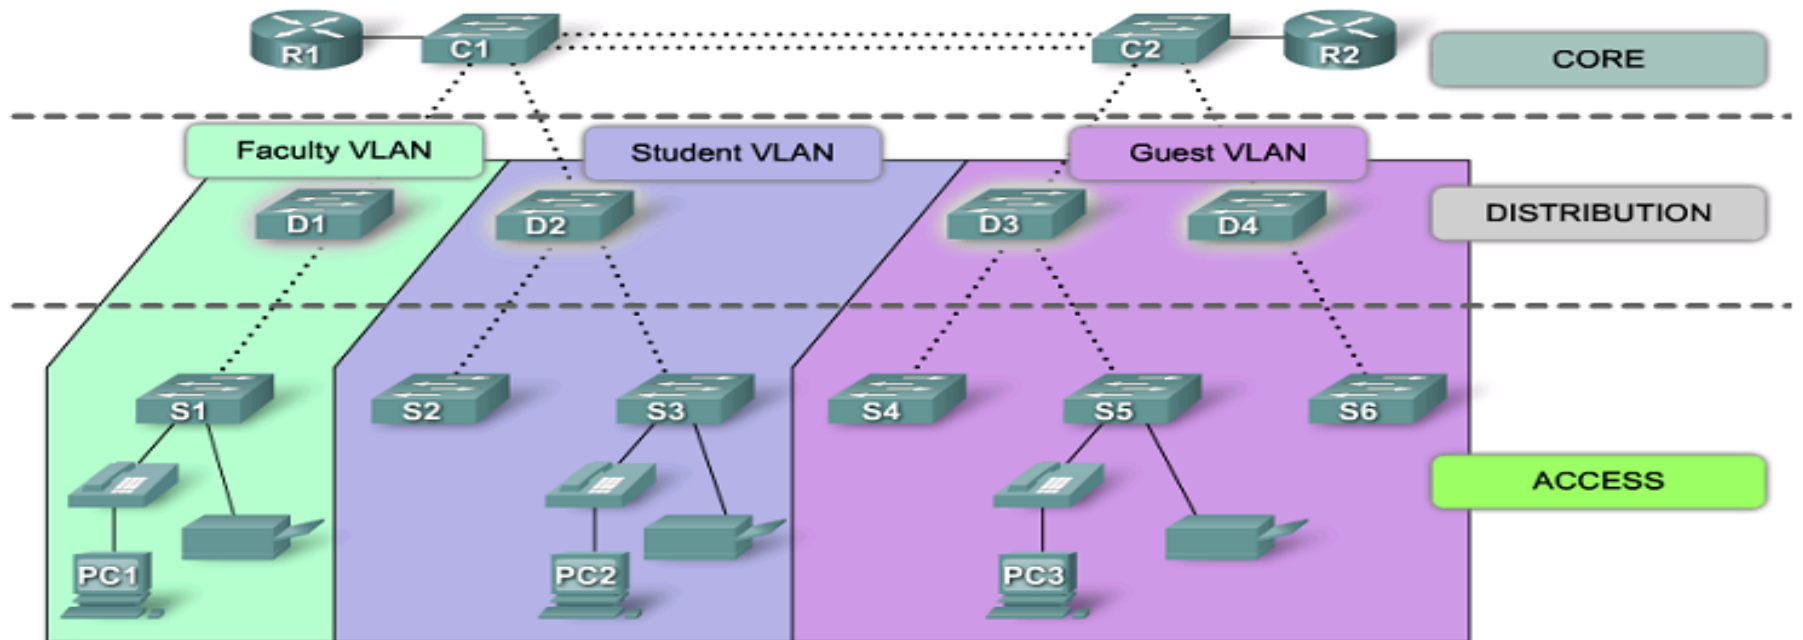 R1
C1
C2
R2
CORE
Faculty VLAN
Student VLAN
Guest VLAN
D1
D2
D3
D4
DISTRIBUTION
S1
S2
S3
S4
S5
S6
ACCESS
PC1
PC2
PC3